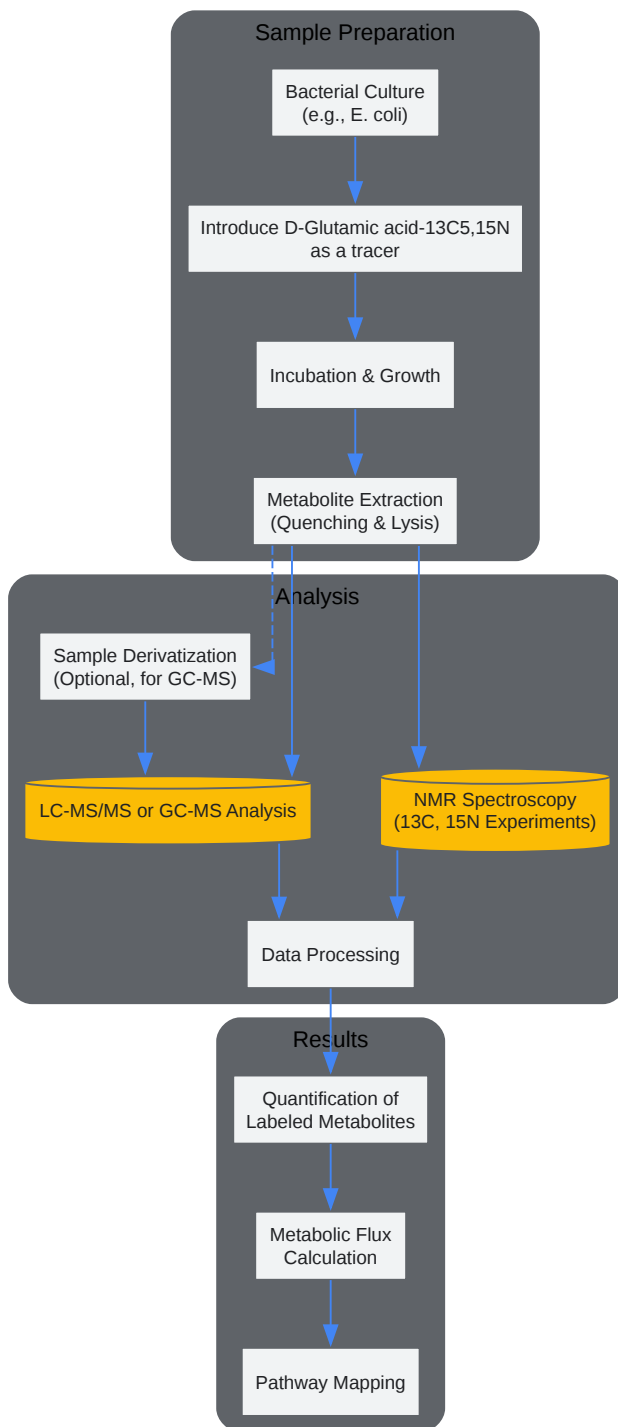 Sample Preparation
Bacterial Culture
(e.g., E. coli)
Introduce D-Glutamic acid-13C5,15N
as a tracer
Incubation & Growth
Metabolite Extraction
(Quenching & Lysis)
Analysis
Sample Derivatization
(Optional, for GC-MS)
LC-MS/MS or GC-MS Analysis
NMR Spectroscopy
(13C, 15N Experiments)
Data Processing
Results
Quantification of
Labeled Metabolites
Metabolic Flux
Calculation
Pathway Mapping